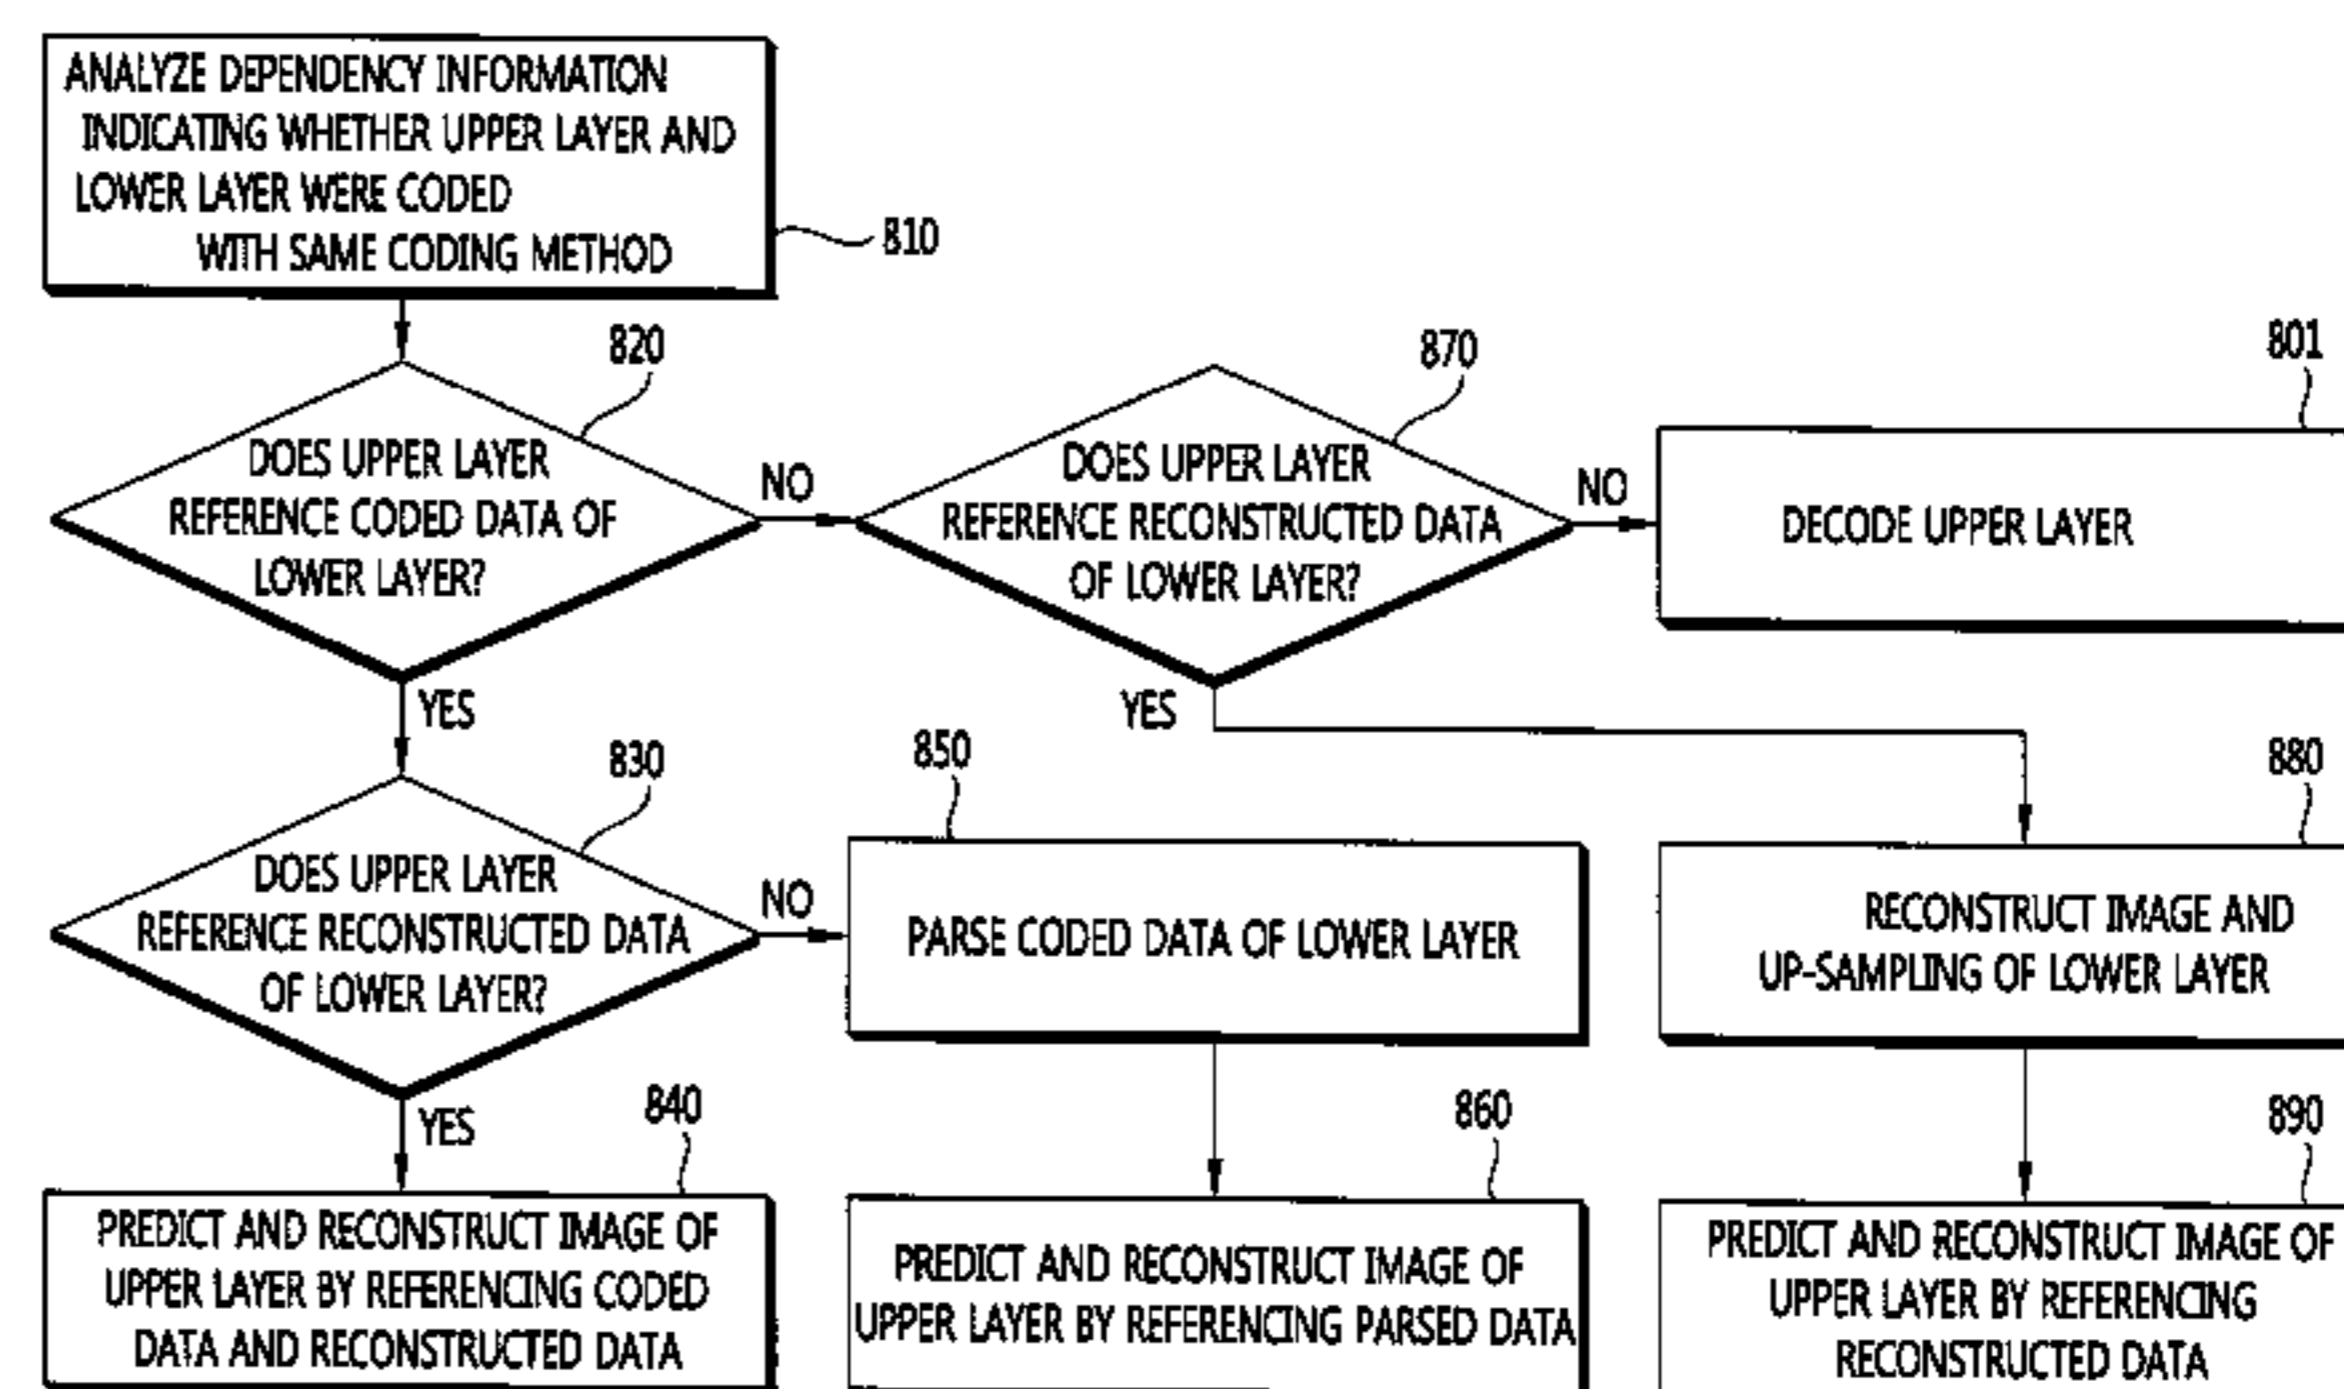 ANALYZE DEPENDENCY INFORMATION
INDICATING WHETHER UPPER LAYER AND
LOWER LAYER WERE CODED
WITH SAME CODING METHOD
810
820
870
801
DOES UPPER LAYER
REFERENCE CODED DATA OF
LOWER LAYER?
NO
DOES UPPER LAYER
REFERENCE RECONSTRUCTED DATA
OF LOWER LAYER?
NO
DECODE UPPER LAYER
YES
YES
830
850
880
DOES UPPER LAYER
REFERENCE RECONSTRUCTED DATA
OF LOWER LAYER?
NO
PARSE CODED DATA OF LOWER LAYER
RECONSTRUCT IMAGE AND
UP-SAMPLING OF LOWER LAYER
YES
840
860
890
PREDICT AND RECONSTRUCT IMAGE OF
UPPER LAYER BY REFERENCING CODED
DATA AND RECONSTRUCTED DATA
PREDICT AND RECONSTRUCT IMAGE OF
UPPER LAYER BY REFERENCING PARSED DATA
PREDICT AND RECONSTRUCT IMAGE OF
UPPER LAYER BY REFERENCING
RECONSTRUCTED DATA